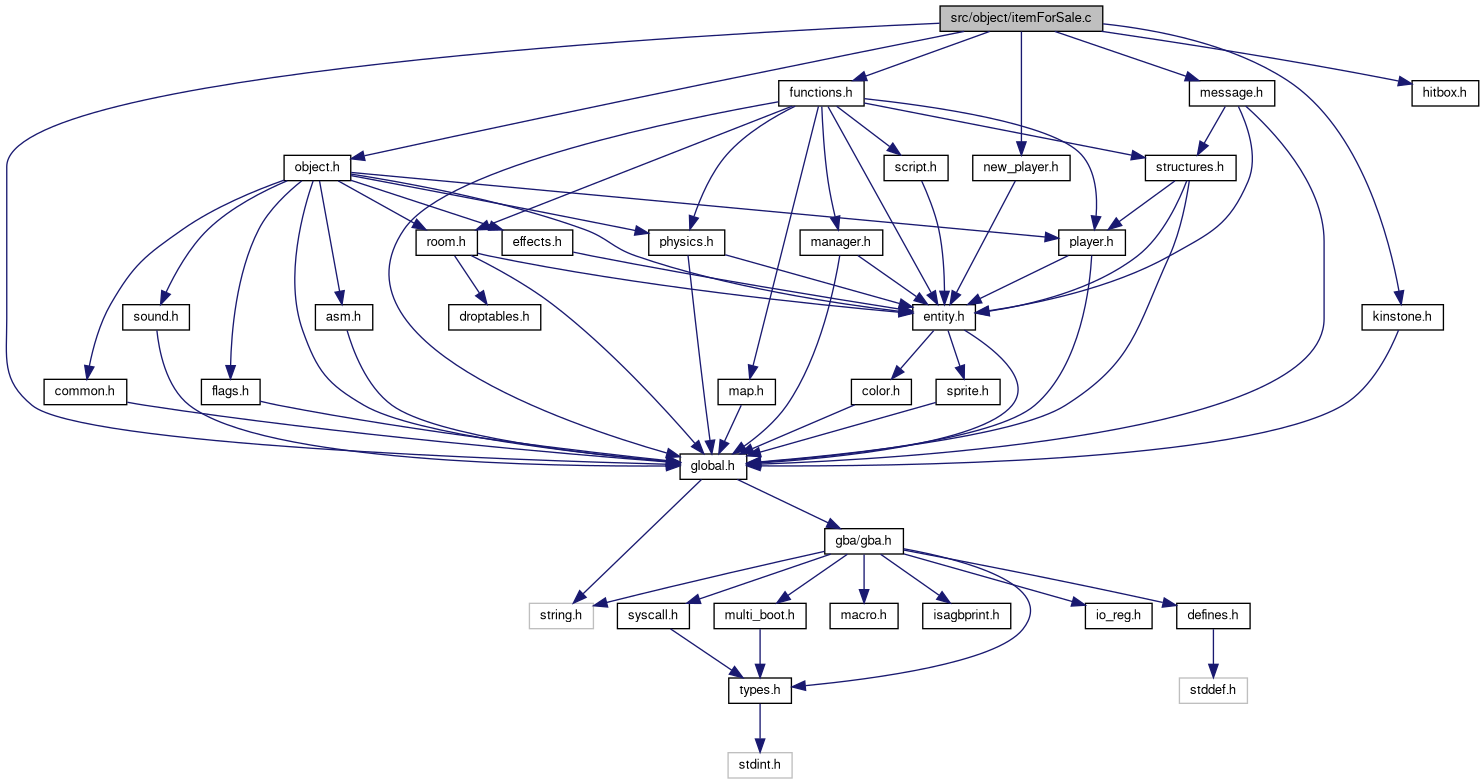 src/object/itemForSale.c
functions.h
message.h
hitbox.h
object.h
script.h
new_player.h
structures.h
room.h
effects.h
physics.h
manager.h
player.h
sound.h
asm.h
droptables.h
entity.h
kinstone.h
common.h
flags.h
map.h
color.h
sprite.h
global.h
gba/gba.h
string.h
syscall.h
multi_boot.h
macro.h
isagbprint.h
io_reg.h
defines.h
types.h
stddef.h
stdint.h